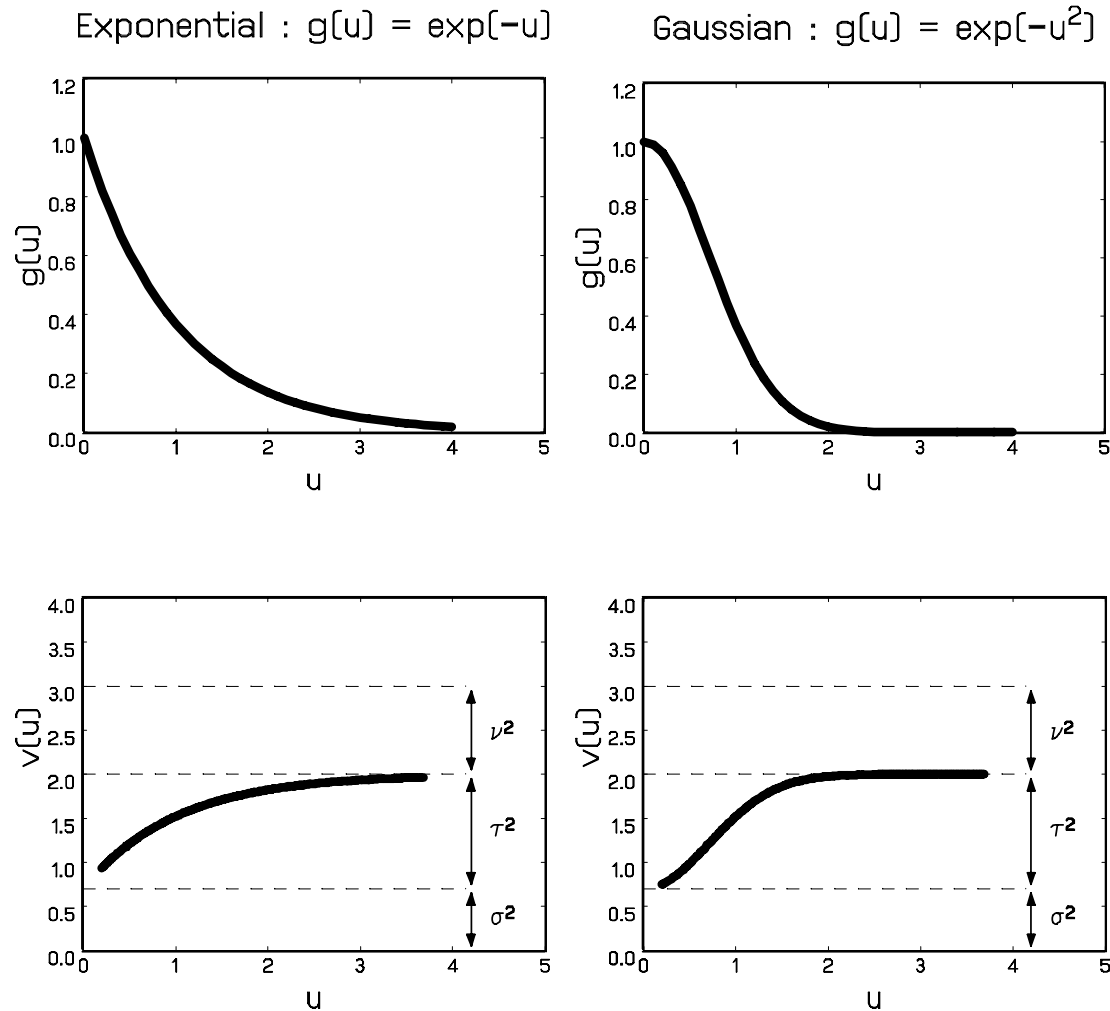 Exponential : g(u) = exp(-u)
Gaussian : g(u) = exp(-u²)
1.2
1.0
0.8
0.6
0.4
0.2
0.0
g(u)
0 1 2 3 4 5
u
1.2
1.0
0.8
0.6
0.4
0.2
0.0
g(u)
0 1 2 3 4 5
u
4.0
3.5
3.0
2.5
2.0
1.5
1.0
0.5
0.0
v(u)
ν²
τ²
σ²
0 1 2 3 4 5
u
4.0
3.5
3.0
2.5
2.0
1.5
1.0
0.5
0.0
v(u)
ν²
τ²
σ²
0 1 2 3 4 5
u